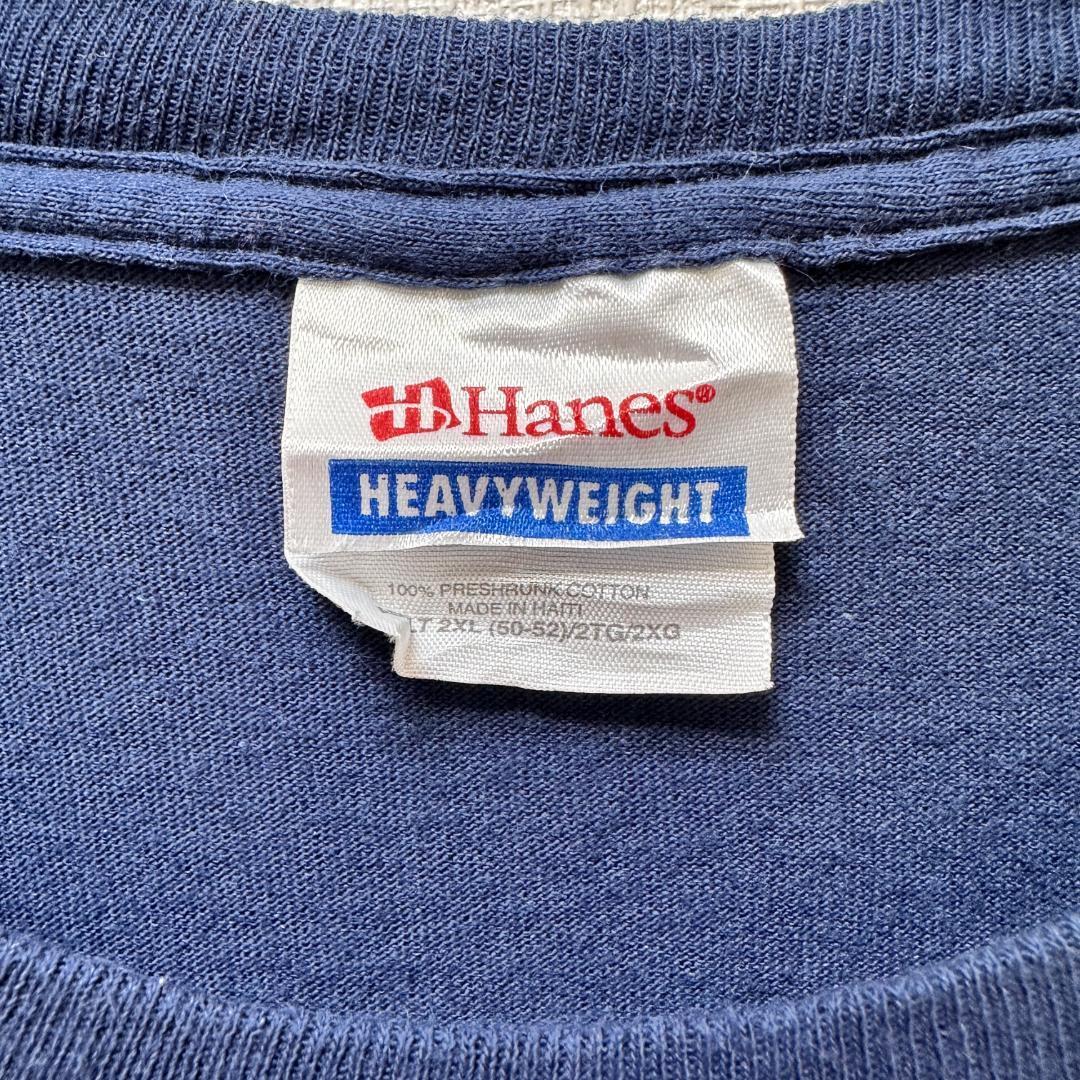 Hanes®
HEAVYWEIGHT
100% PRESHRUNK COTTON
MADE IN HAITI
2XL (50-52)/2TG/2XG